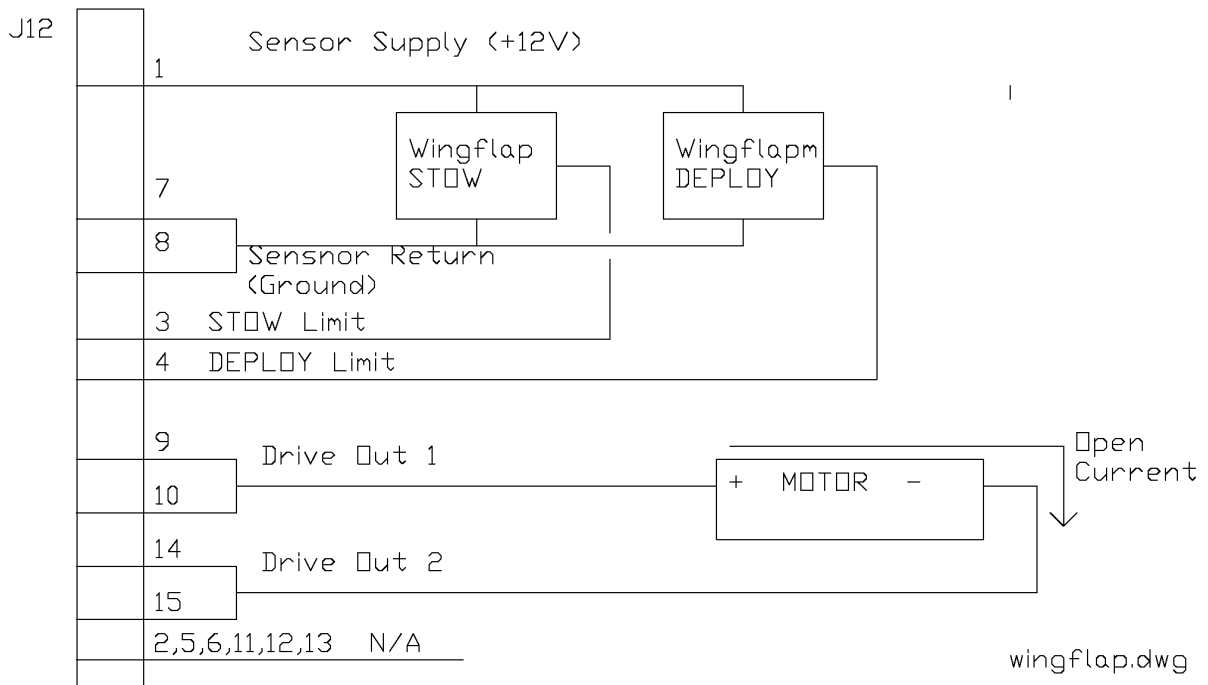 J12
Sensor Supply (+12V)
1
Wingflap
STOW
Wingflapm
DEPLOY
7
8
Sensnor Return
(Ground)
3 STOW Limit
4 DEPLOY Limit
9
Drive Out 1
10
+ MOTOR -
Open
Current
14
Drive Out 2
15
2,5,6,11,12,13 N/A
wingflap.dwg